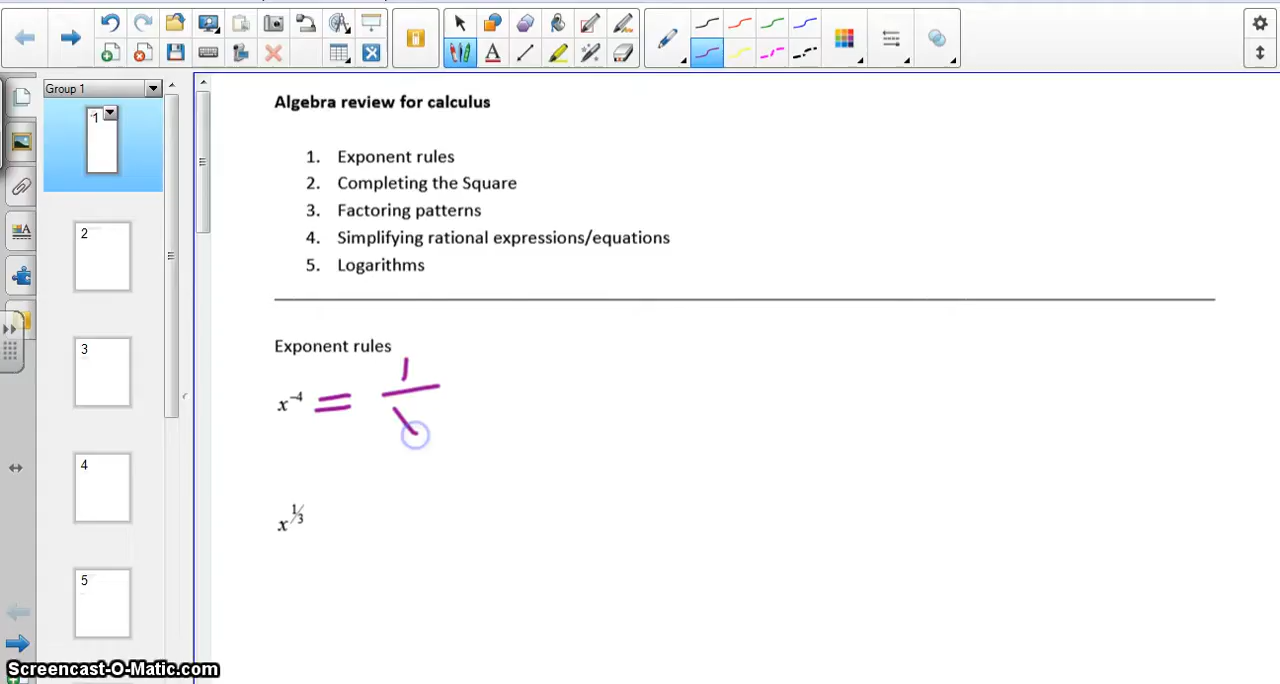 Group 1
1
2
3
4
5
Algebra review for calculus
1. Exponent rules
2. Completing the Square
3. Factoring patterns
4. Simplifying rational expressions/equations
5. Logarithms
Exponent rules
x⁻⁴ = 1/
x^(1/3)
Screencast-O-Matic.com